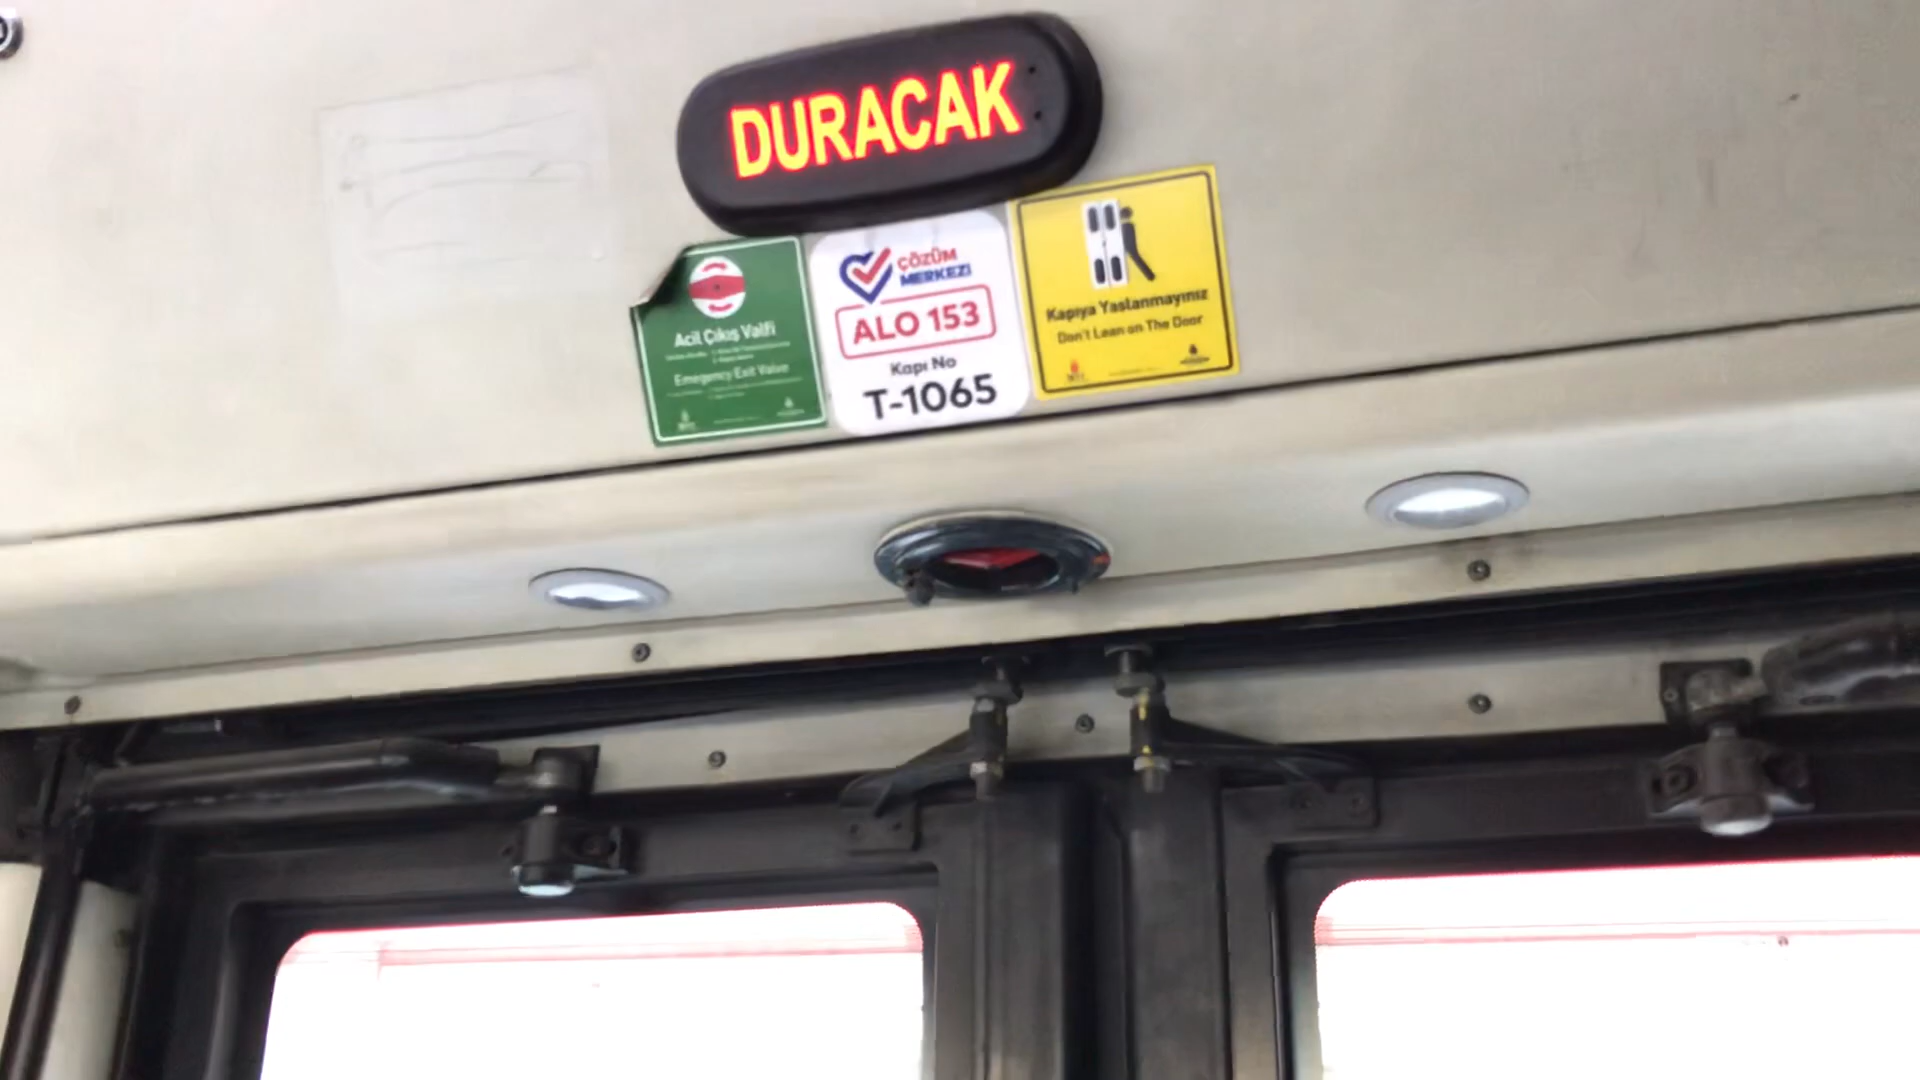 DURACAK
Acil Çıkış Valfi
Emergency Exit Valve
ÇÖZÜM
MERKEZİ
ALO 153
Kapı No
T-1065
Kapıya Yaslanmayınız
Don't Lean on The Door